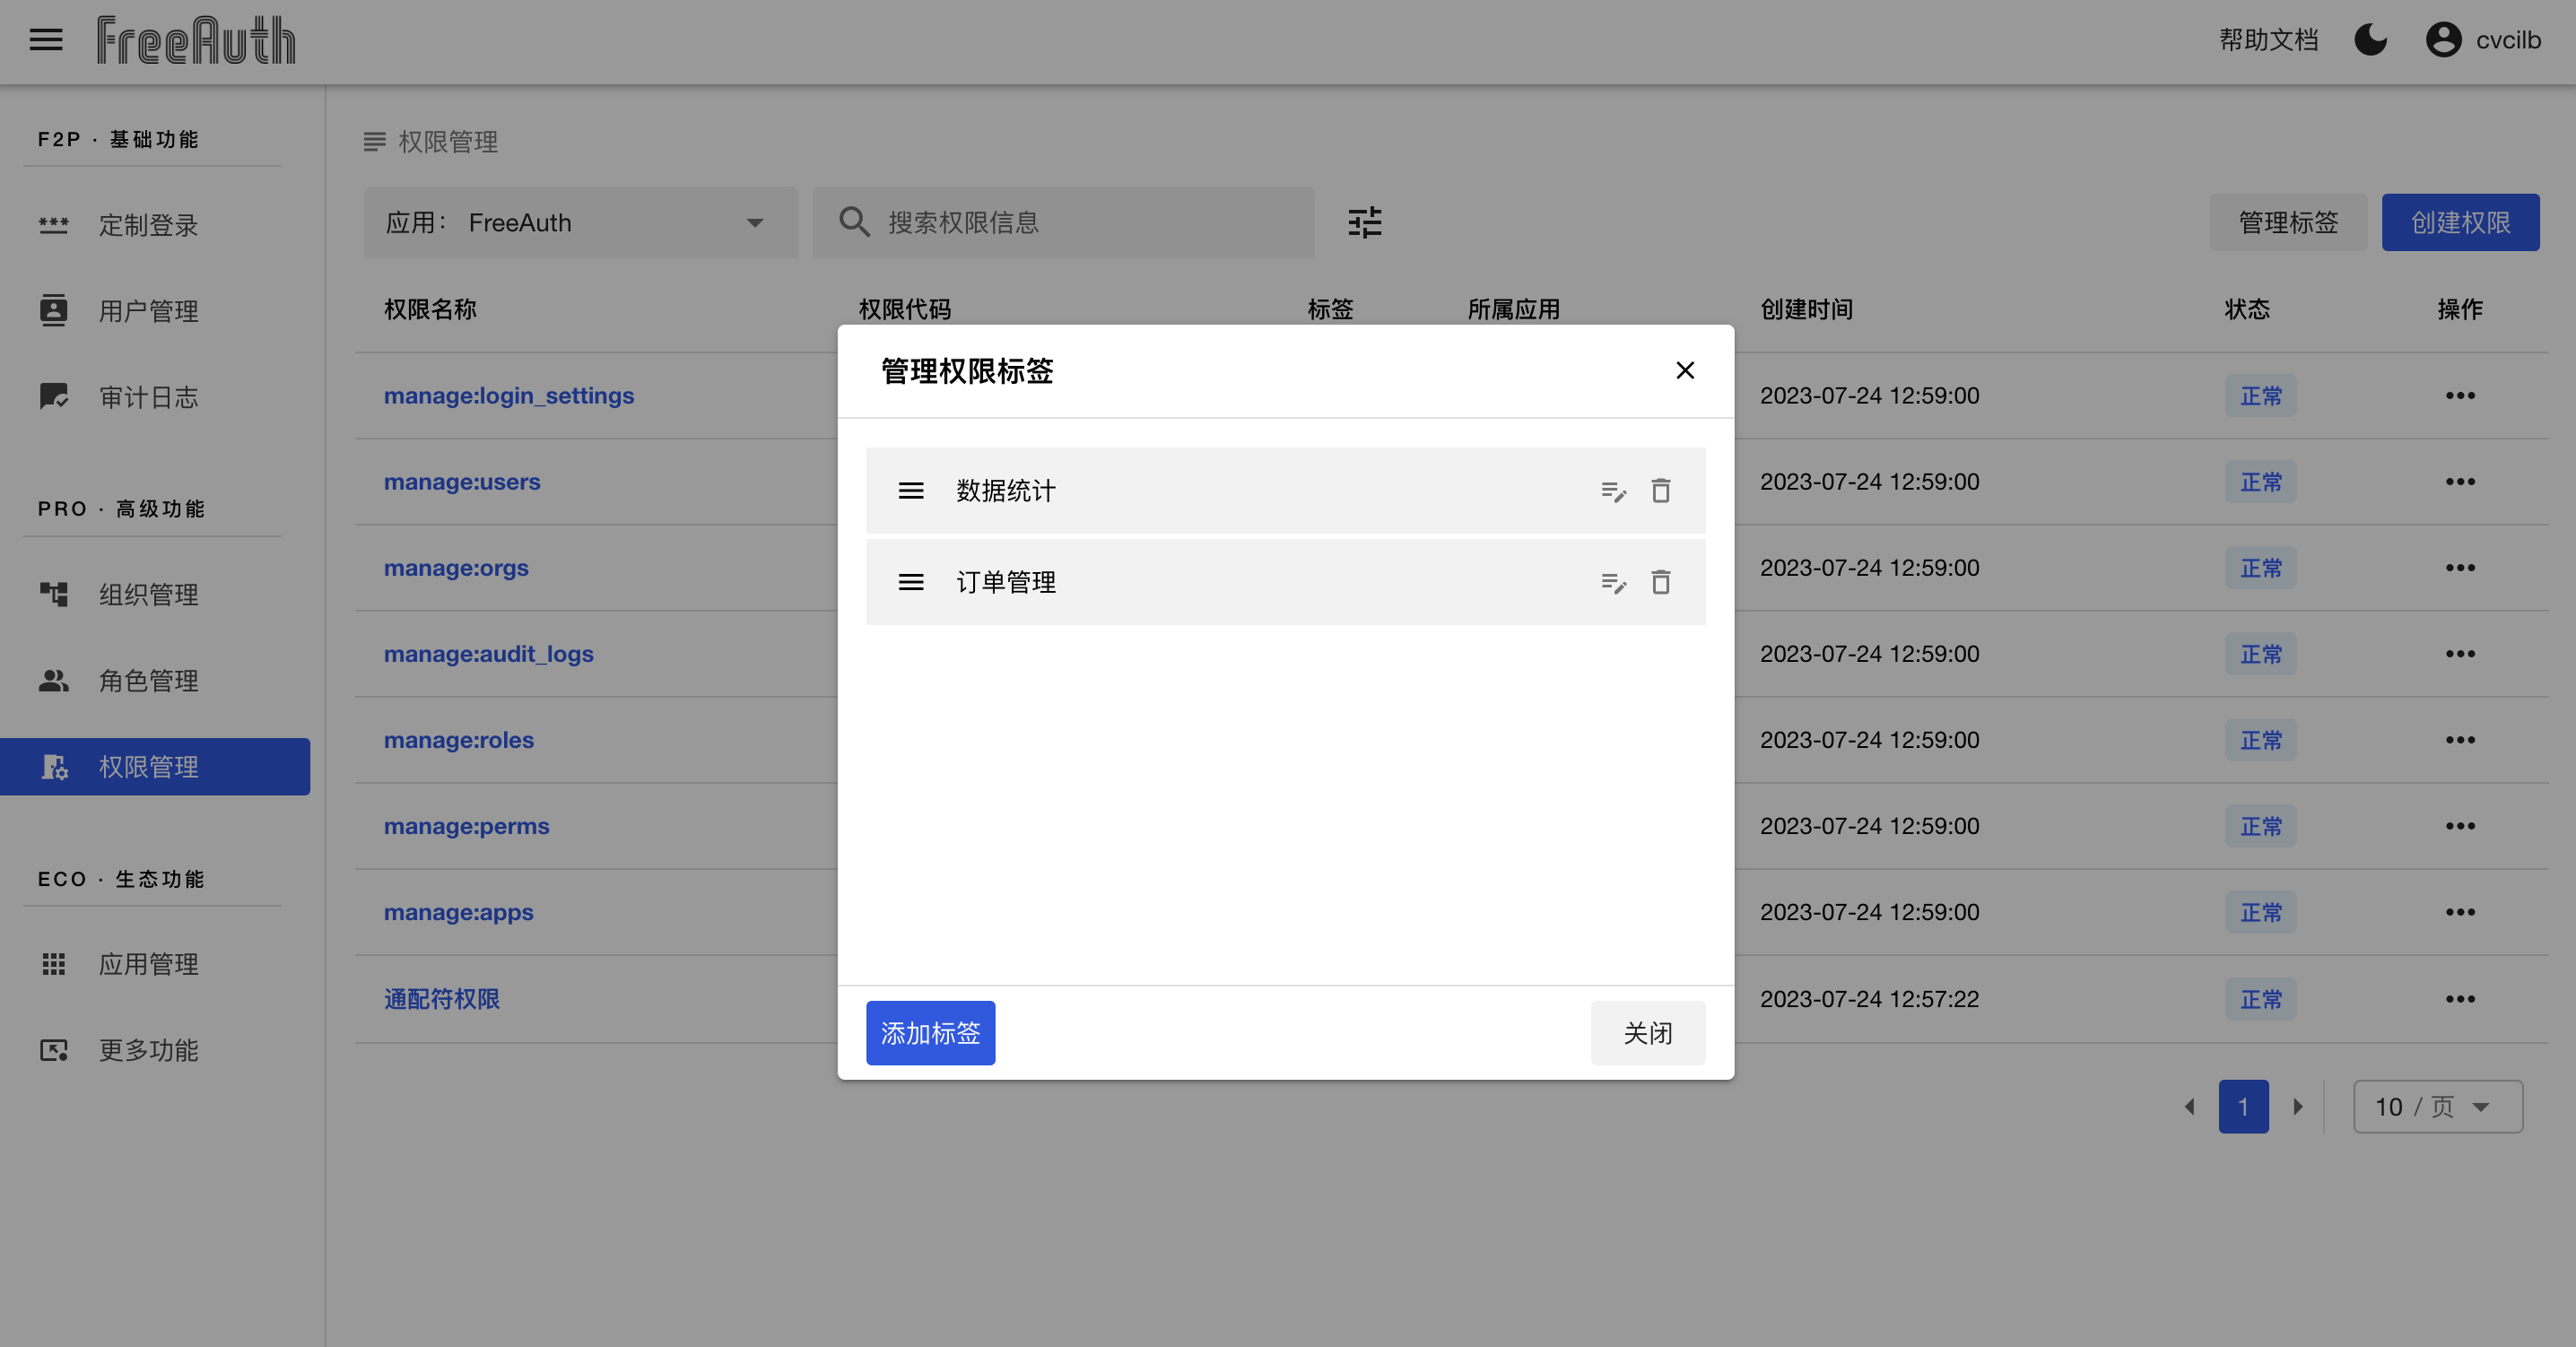 FreeAuth
帮助文档
cvcilb
F2P · 基础功能
定制登录
用户管理
审计日志
PRO · 高级功能
组织管理
角色管理
权限管理
ECO · 生态功能
应用管理
更多功能
权限管理
应用： FreeAuth
搜索权限信息
管理标签
创建权限
权限名称 权限代码 标签 所属应用 创建时间 状态 操作
manage:login_settings 2023-07-24 12:59:00 正常
manage:users 2023-07-24 12:59:00 正常
manage:orgs 2023-07-24 12:59:00 正常
manage:audit_logs 2023-07-24 12:59:00 正常
manage:roles 2023-07-24 12:59:00 正常
manage:perms 2023-07-24 12:59:00 正常
manage:apps 2023-07-24 12:59:00 正常
通配符权限 2023-07-24 12:57:22 正常
1
10 / 页
管理权限标签
数据统计
订单管理
添加标签
关闭